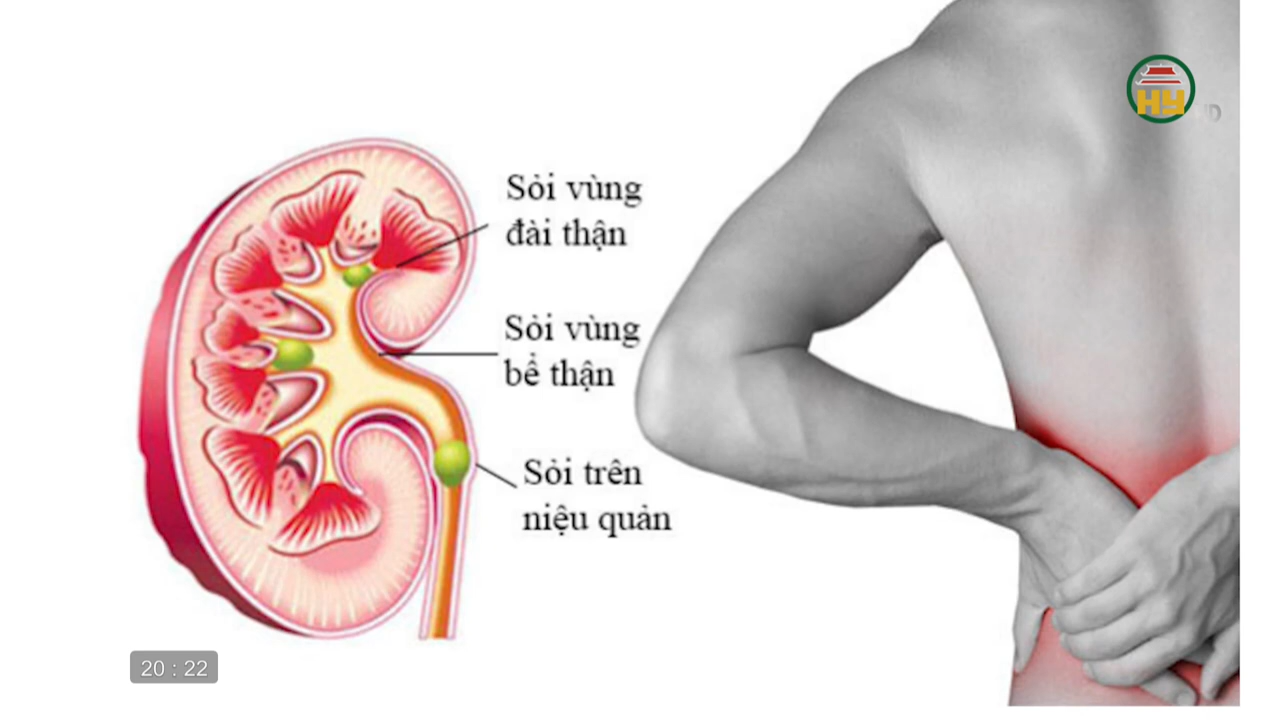 Sỏi vùng
đài thận
Sỏi vùng
bể thận
Sỏi trên
niệu quản
HY
20 : 22